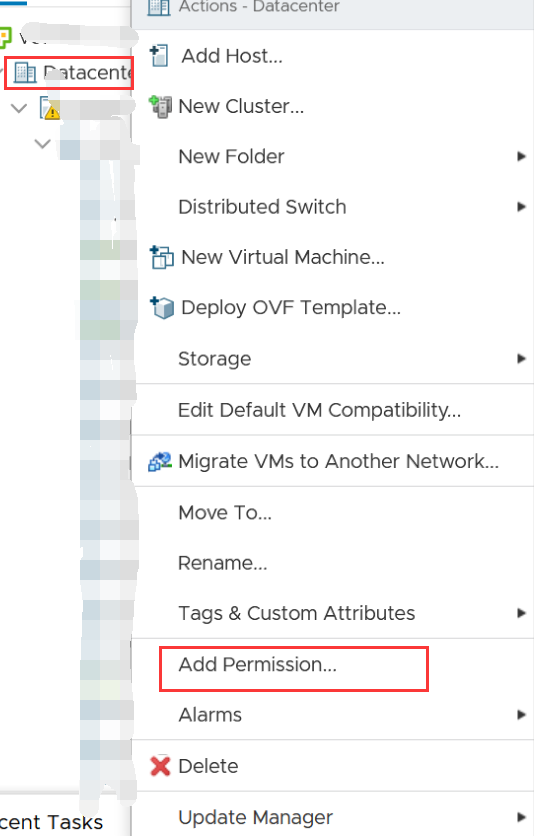 Actions - Datacenter
Datacente
Add Host...
New Cluster...
New Folder
Distributed Switch
New Virtual Machine...
Deploy OVF Template...
Storage
Edit Default VM Compatibility...
Migrate VMs to Another Network...
Move To...
Rename...
Tags & Custom Attributes
Add Permission...
Alarms
Delete
Update Manager
cent Tasks